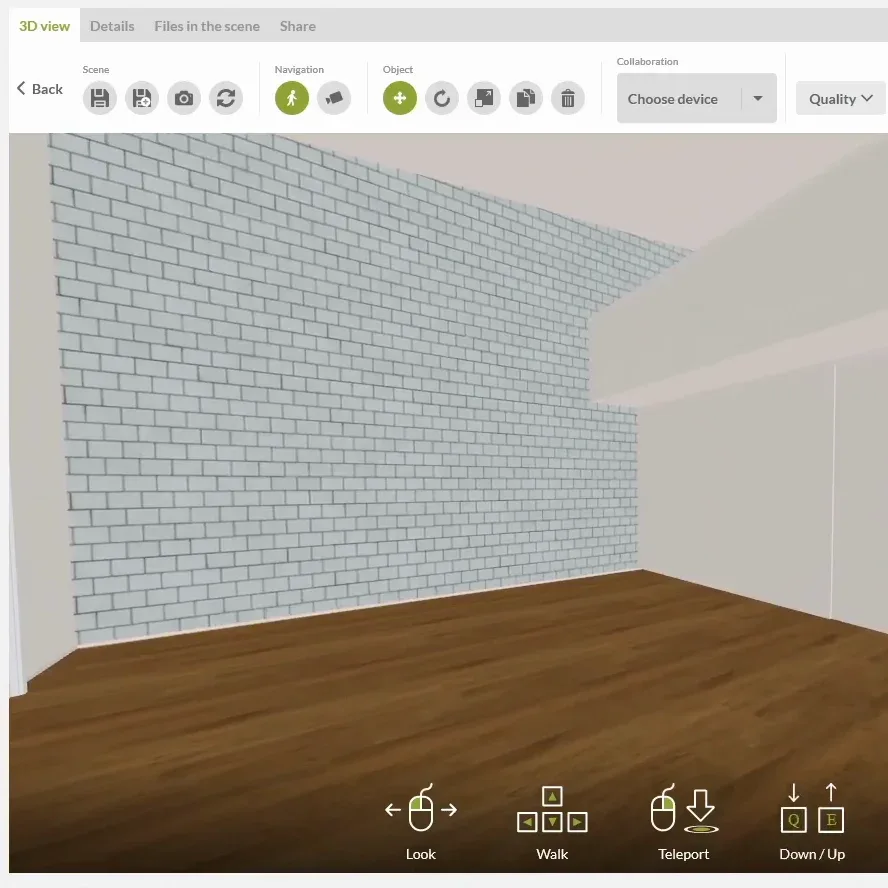 3D view Details Files in the scene Share
Back
Scene
Navigation
Object
Collaboration
Choose device
Quality
Q E
Look Walk Teleport Down / Up